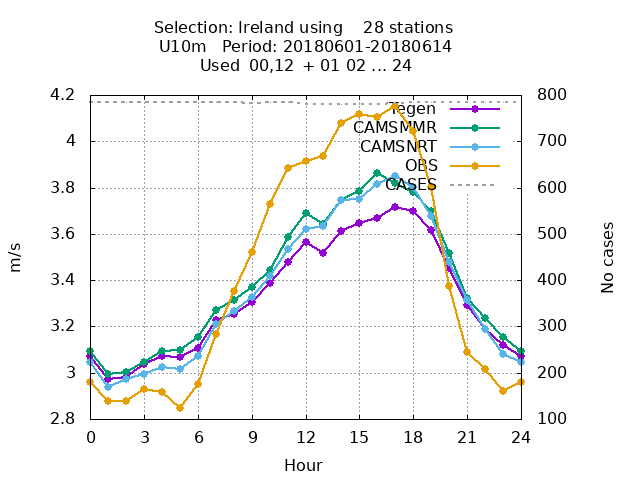 Selection: Ireland using 28 stations
U10m Period: 20180601-20180614
Used 00,12 + 01 02 ... 24
4.2
4
3.8
3.6
3.4
3.2
3
2.8
m/s
800
700
600
500
400
300
200
100
No cases
Tegen
CAMSMMR
CAMSNRT
OBS
CASES
0 3 6 9 12 15 18 21 24
Hour